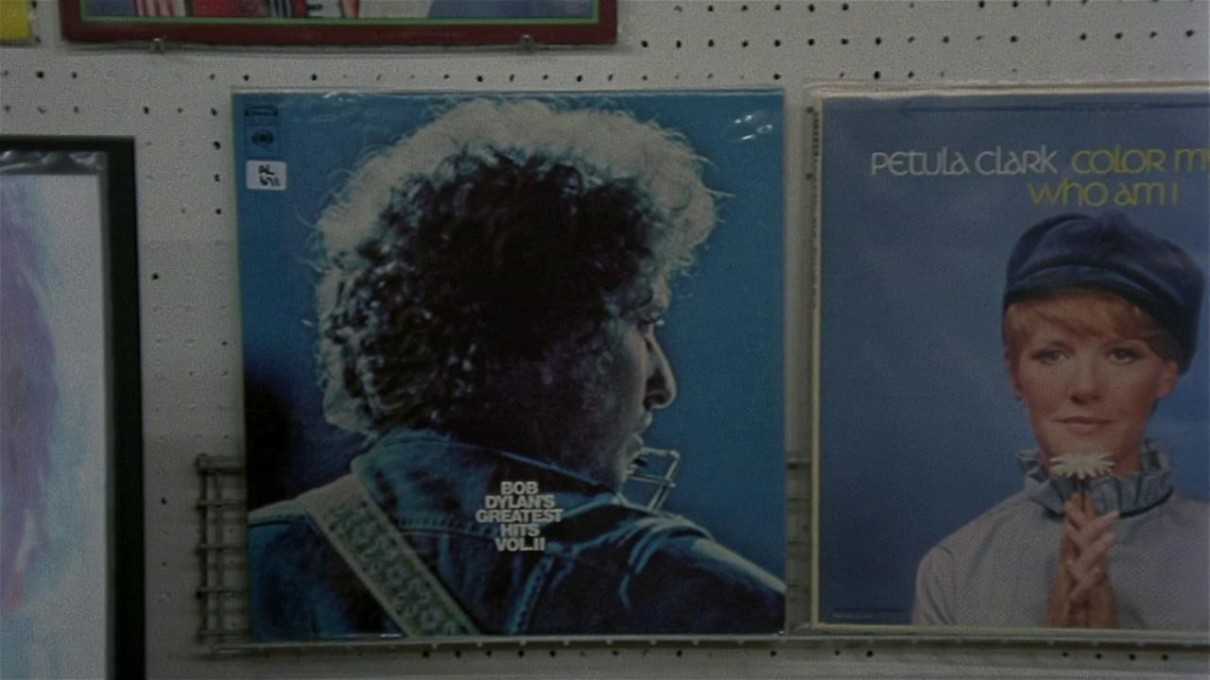 PETULA CLARK COLOR M
WHO AM I
BOB
DYLAN'S
GREATEST
HITS
VOL.II